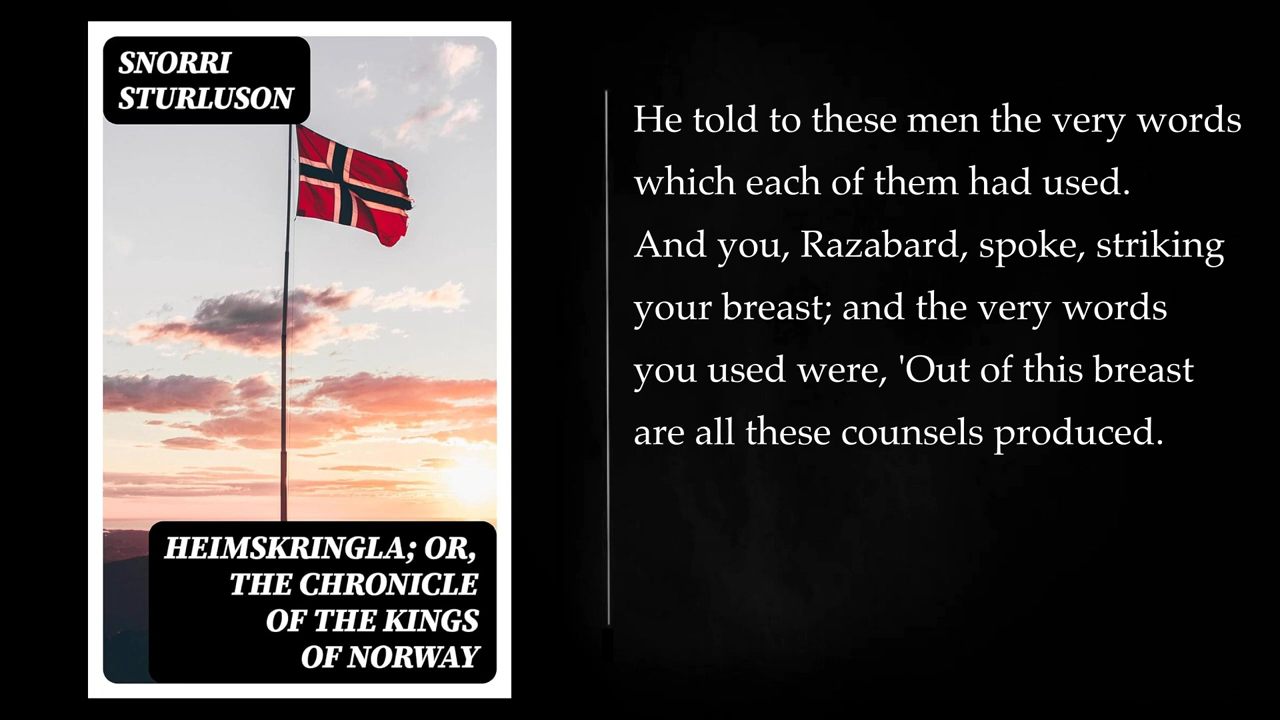 SNORRI
STURLUSON
HEIMSKRINGLA; OR,
THE CHRONICLE
OF THE KINGS
OF NORWAY
He told to these men the very words
which each of them had used.
And you, Razabard, spoke, striking
your breast; and the very words
you used were, 'Out of this breast
are all these counsels produced.